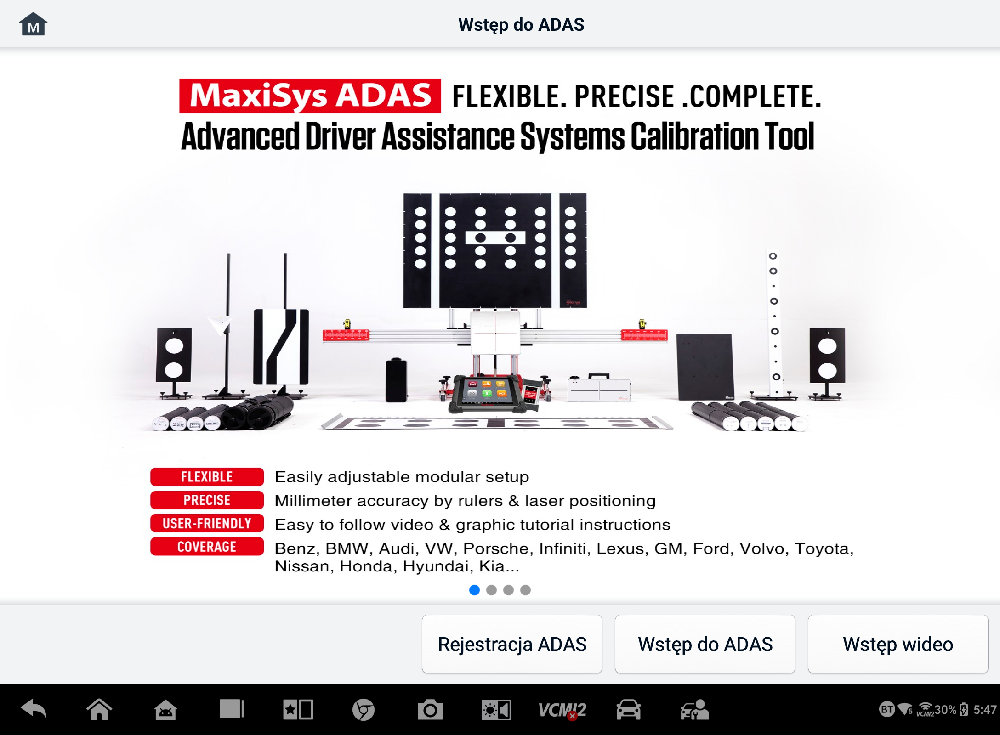 M
Wstęp do ADAS
MaxiSys ADAS FLEXIBLE. PRECISE .COMPLETE.
Advanced Driver Assistance Systems Calibration Tool
FLEXIBLE Easily adjustable modular setup
PRECISE Millimeter accuracy by rulers & laser positioning
USER-FRIENDLY Easy to follow video & graphic tutorial instructions
COVERAGE Benz, BMW, Audi, VW, Porsche, Infiniti, Lexus, GM, Ford, Volvo, Toyota,
Nissan, Honda, Hyundai, Kia...
Rejestracja ADAS
Wstęp do ADAS
Wstęp wideo
VCMI2
BT 5 VCMI2 30% 5:47